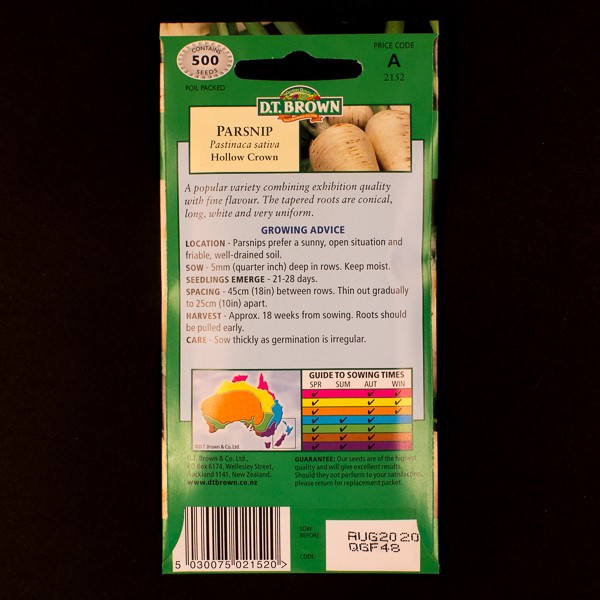 CONTAINS
500
SEEDS
FOIL PACKED
PRICE CODE
A
2152
D.T. BROWN
PARSNIP
Pastinaca sativa
Hollow Crown
A popular variety combining exhibition quality
with fine flavour. The tapered roots are conical,
long, white and very uniform.
GROWING ADVICE
LOCATION - Parsnips prefer a sunny, open situation and
friable, well-drained soil.
SOW - 5mm (quarter inch) deep in rows. Keep moist.
SEEDLINGS EMERGE - 21-28 days.
SPACING - 45cm (18in) between rows. Thin out gradually
to 25cm (10in) apart.
HARVEST - Approx. 18 weeks from sowing. Roots should
be pulled early.
CARE - Sow thickly as germination is irregular.
GUIDE TO SOWING TIMES
SPR SUM AUT WIN
©D.T. Brown & Co. Ltd.
D.T. Brown & Co. Ltd.,
PO Box 6174, Wellesley Street,
Auckland 1141, New Zealand.
www.dtbrown.co.nz
GUARANTEE: Our seeds are of the highest
quality and will give excellent results.
Should they not perform to your satisfaction,
please return for replacement packet.
SOW
BEFORE:
AUG2020
CODE:
QGF48
5 030075 021520 >